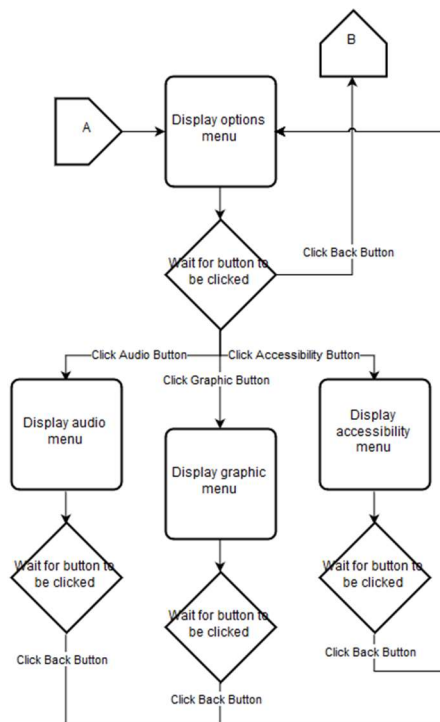 B
A
Display options
menu
Wait for button to
be clicked
Click Back Button
Click Audio Button
Click Accessibility Button
Click Graphic Button
Display audio
menu
Display graphic
menu
Display
accessibility
menu
Wait for button to
be clicked
Wait for button to
be clicked
Wait for button to
be clicked
Click Back Button
Click Back Button
Click Back Button